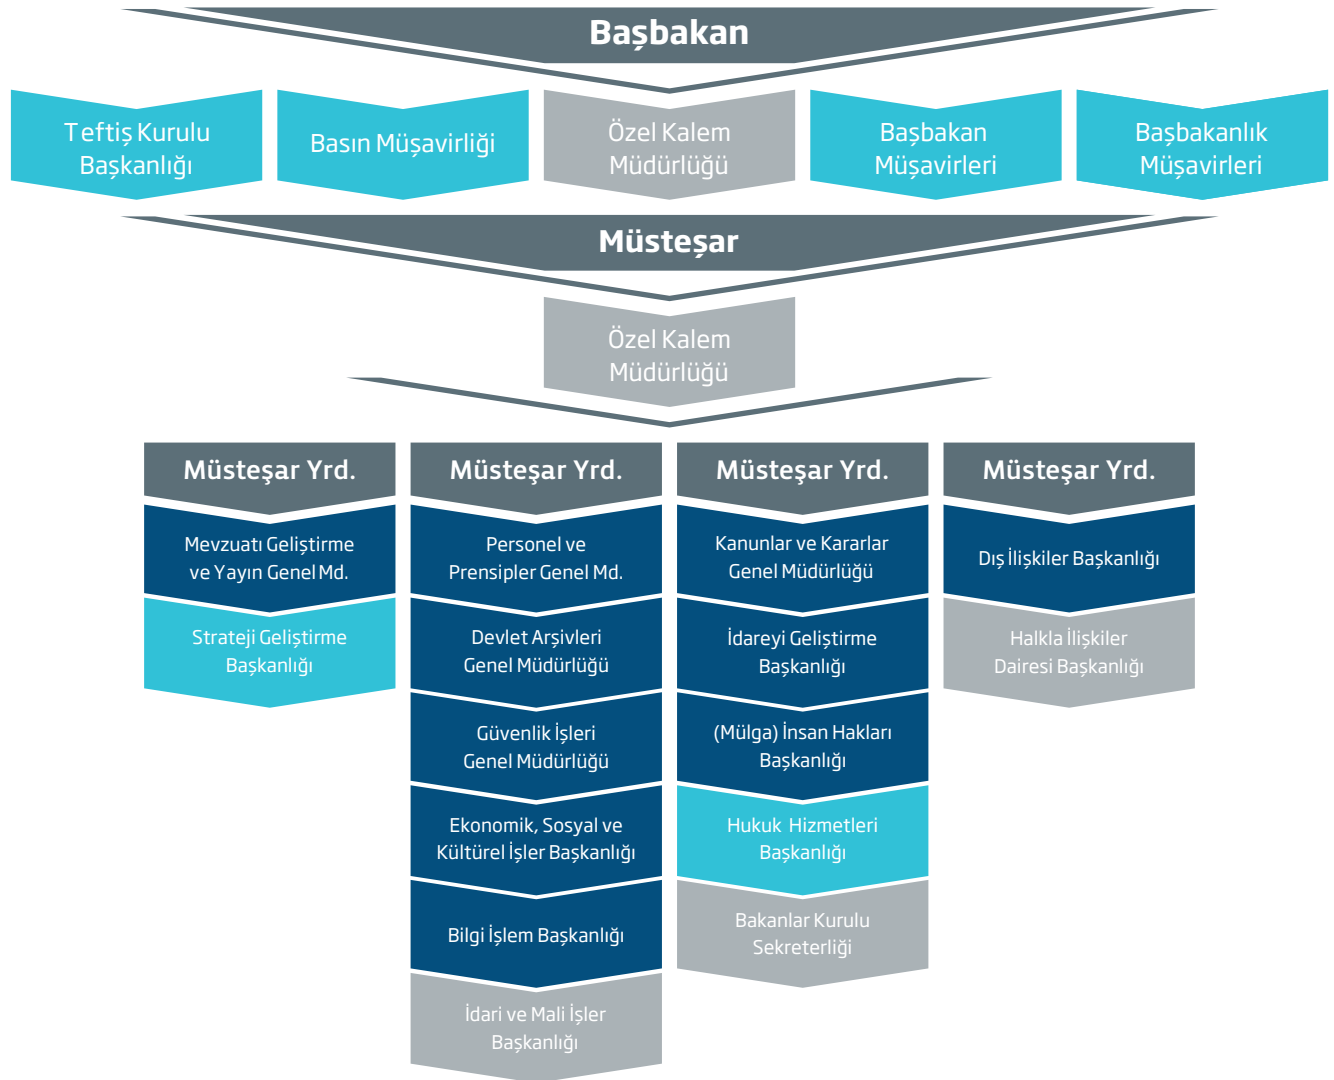 Başbakan
Teftiş Kurulu
Başkanlığı
Basın Müşavirliği
Özel Kalem
Müdürlüğü
Başbakan
Müşavirleri
Başbakanlık
Müşavirleri
Müsteşar
Özel Kalem
Müdürlüğü
Müsteşar Yrd.
Mevzuatı Geliştirme
ve Yayın Genel Md.
Strateji Geliştirme
Başkanlığı
Müsteşar Yrd.
Personel ve
Prensipler Genel Md.
Devlet Arşivleri
Genel Müdürlüğü
Güvenlik İşleri
Genel Müdürlüğü
Ekonomik, Sosyal ve
Kültürel İşler Başkanlığı
Bilgi İşlem Başkanlığı
İdari ve Mali İşler
Başkanlığı
Müsteşar Yrd.
Kanunlar ve Kararlar
Genel Müdürlüğü
İdareyi Geliştirme
Başkanlığı
(Mülga) İnsan Hakları
Başkanlığı
Hukuk Hizmetleri
Başkanlığı
Bakanlar Kurulu
Sekreterliği
Müsteşar Yrd.
Dış İlişkiler Başkanlığı
Halkla İlişkiler
Dairesi Başkanlığı